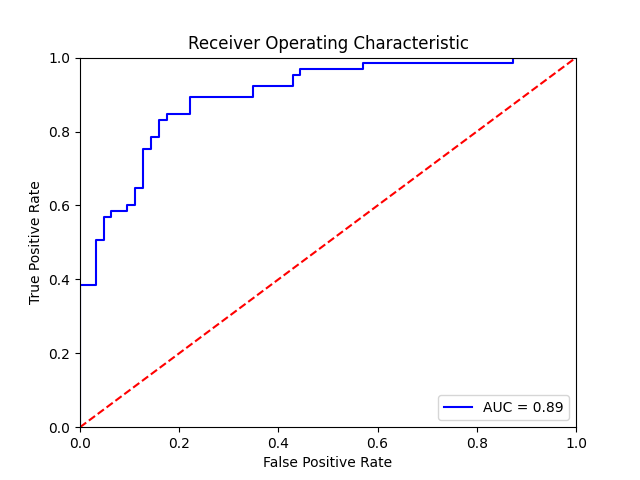 Receiver Operating Characteristic
True Positive Rate
1.0
0.8
0.6
0.4
0.2
0.0
AUC = 0.89
0.0 0.2 0.4 0.6 0.8 1.0
False Positive Rate